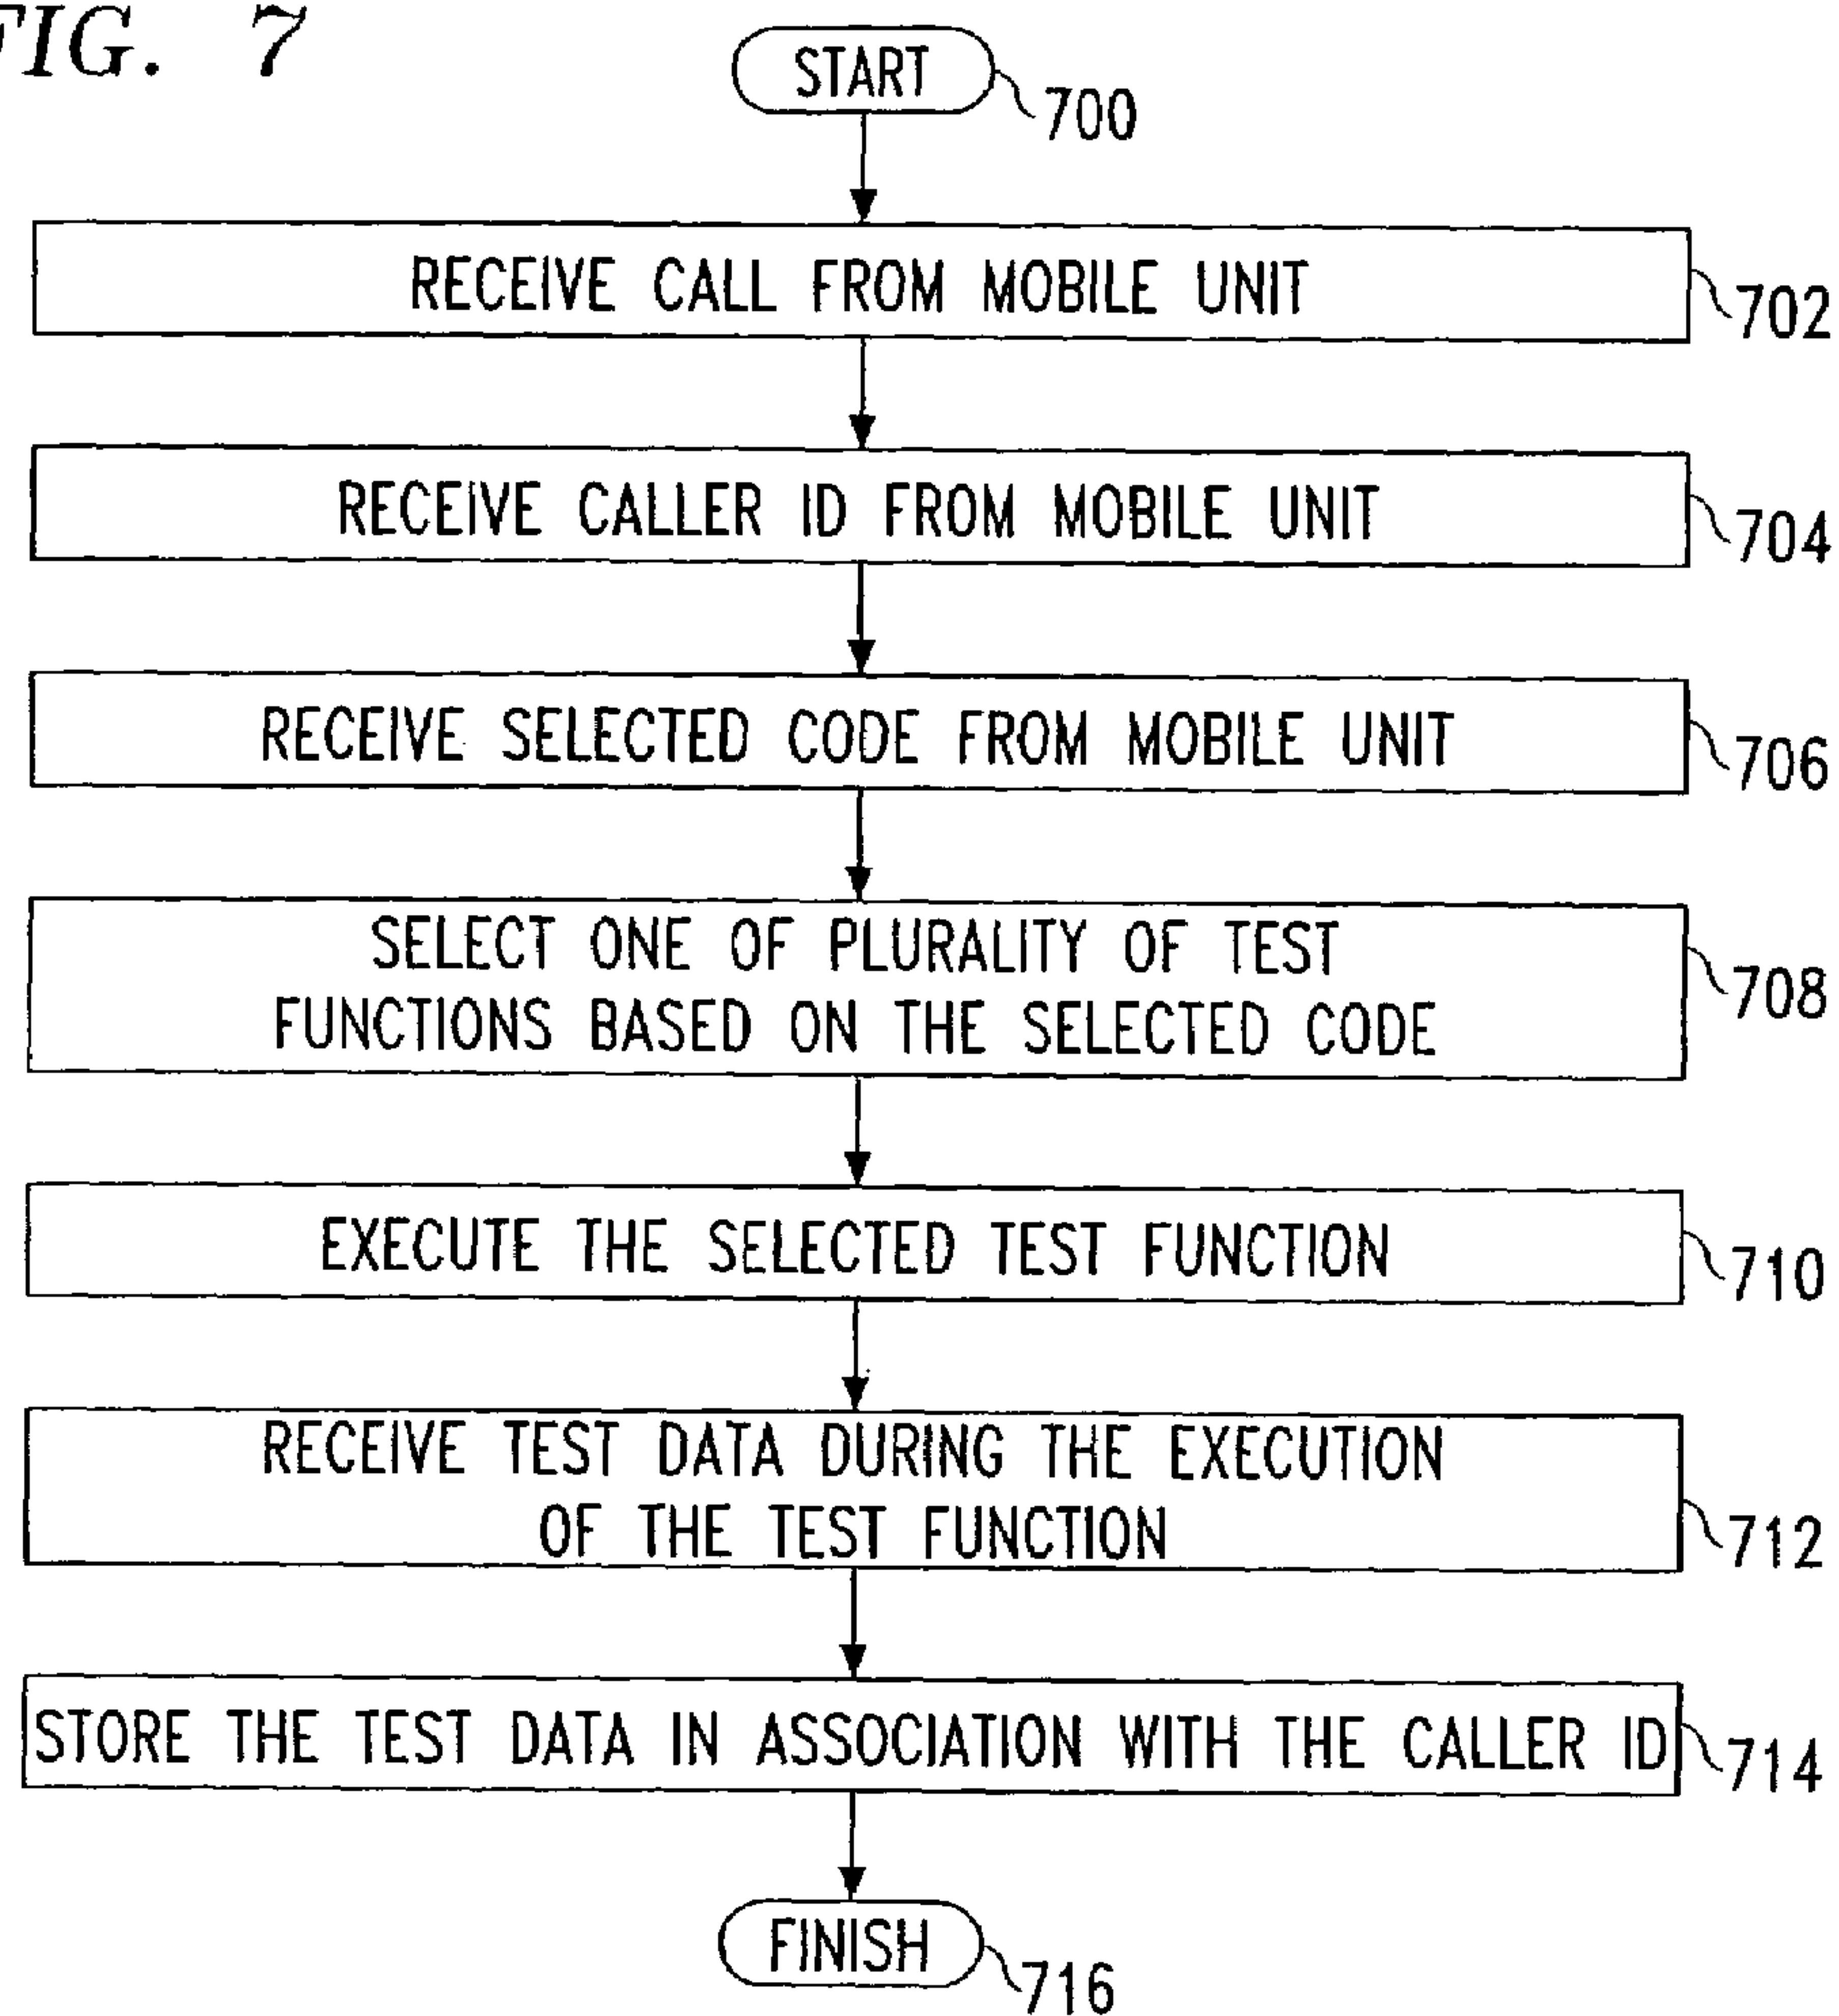 FIG. 7
START
700
RECEIVE CALL FROM MOBILE UNIT
702
RECEIVE CALLER ID FROM MOBILE UNIT
704
RECEIVE SELECTED CODE FROM MOBILE UNIT
706
SELECT ONE OF PLURALITY OF TEST
FUNCTIONS BASED ON THE SELECTED CODE
708
EXECUTE THE SELECTED TEST FUNCTION
710
RECEIVE TEST DATA DURING THE EXECUTION
OF THE TEST FUNCTION
712
STORE THE TEST DATA IN ASSOCIATION WITH THE CALLER ID
714
FINISH
716